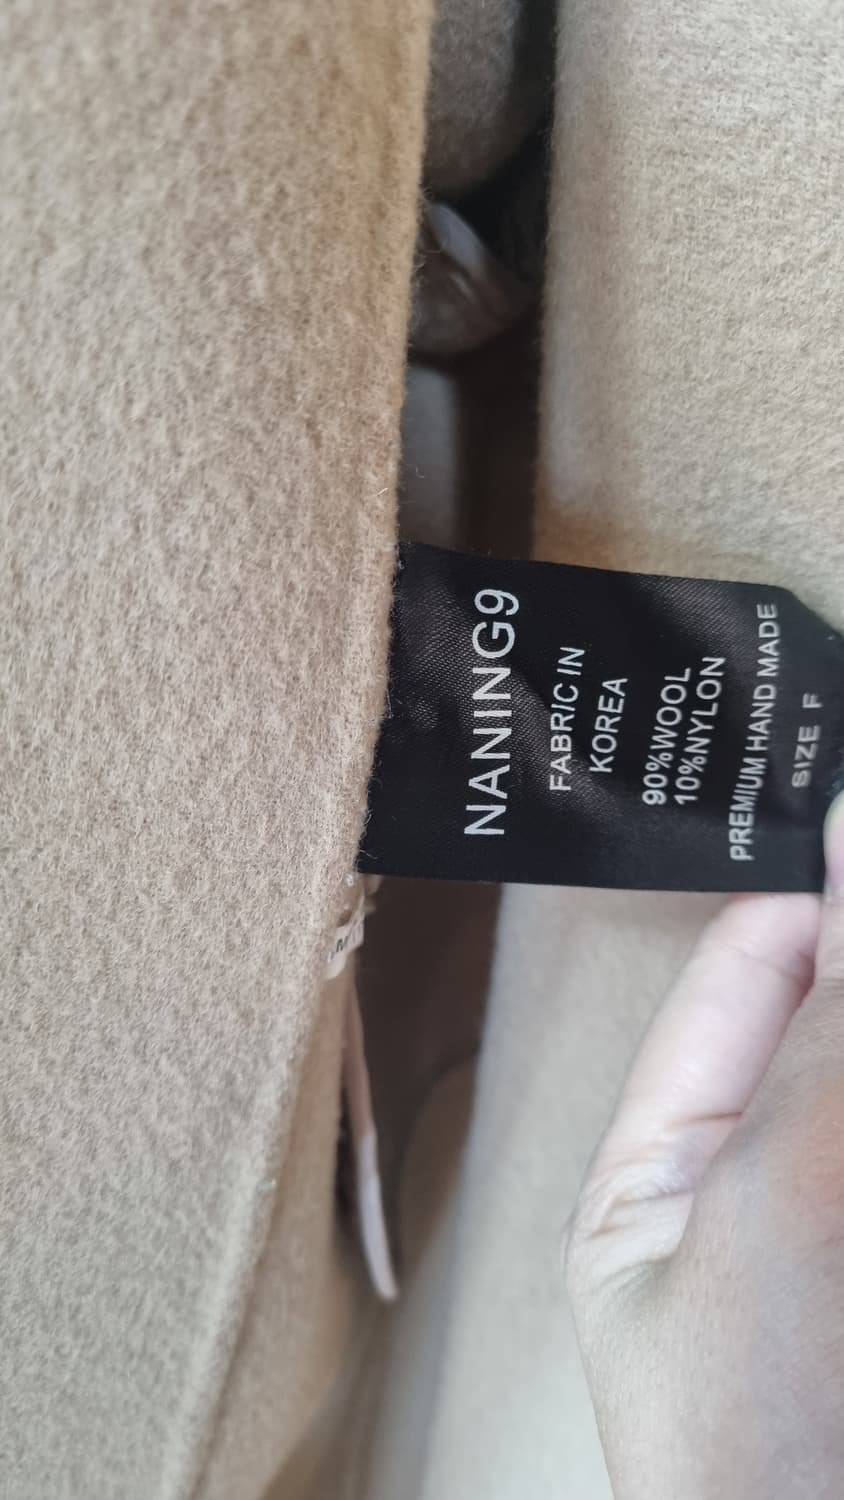 NANING9
FABRIC IN
KOREA
90%WOOL
10%NYLON
PREMIUM HAND MADE
SIZE F